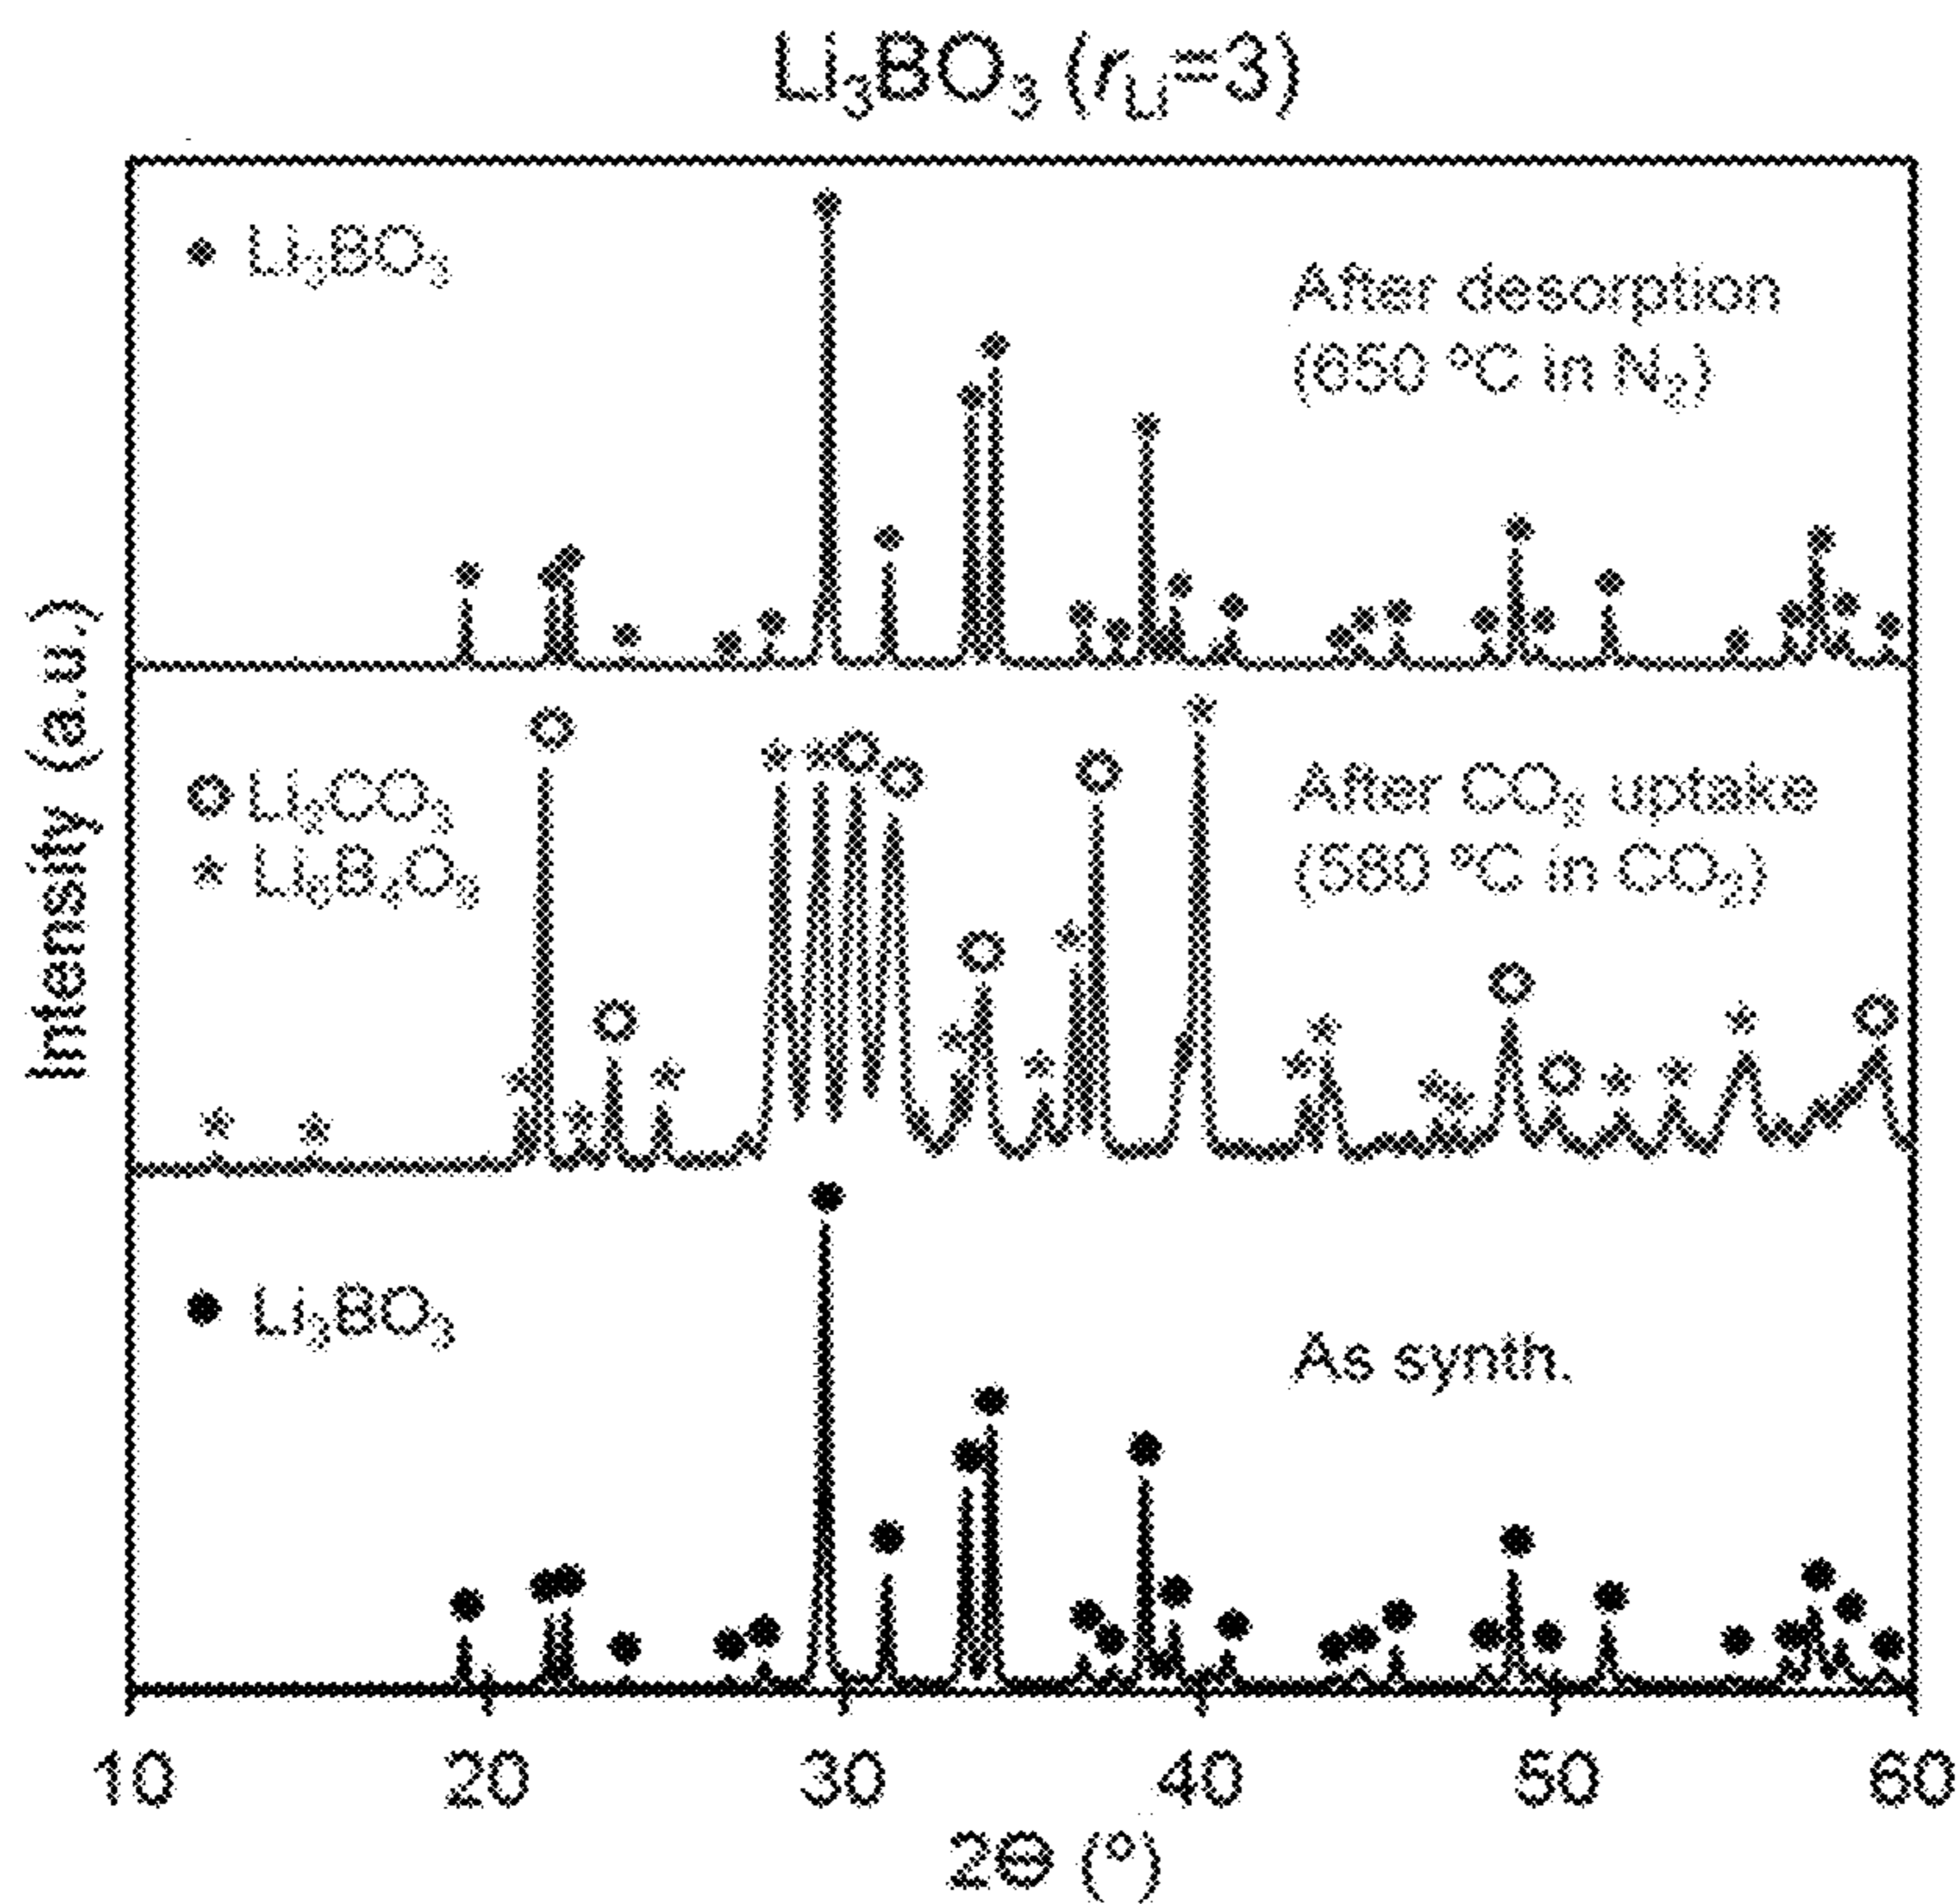 Li₃BO₃ (rLi=3)
Intensity (a.u.)
Li₃BO₃
After desorption
(650 °C in N₂)
Li₂CO₃
Li₆B₄O₉
After CO₂ uptake
(580 °C in CO₂)
Li₃BO₃
As synth.
10 20 30 40 50 60
2Θ (°)